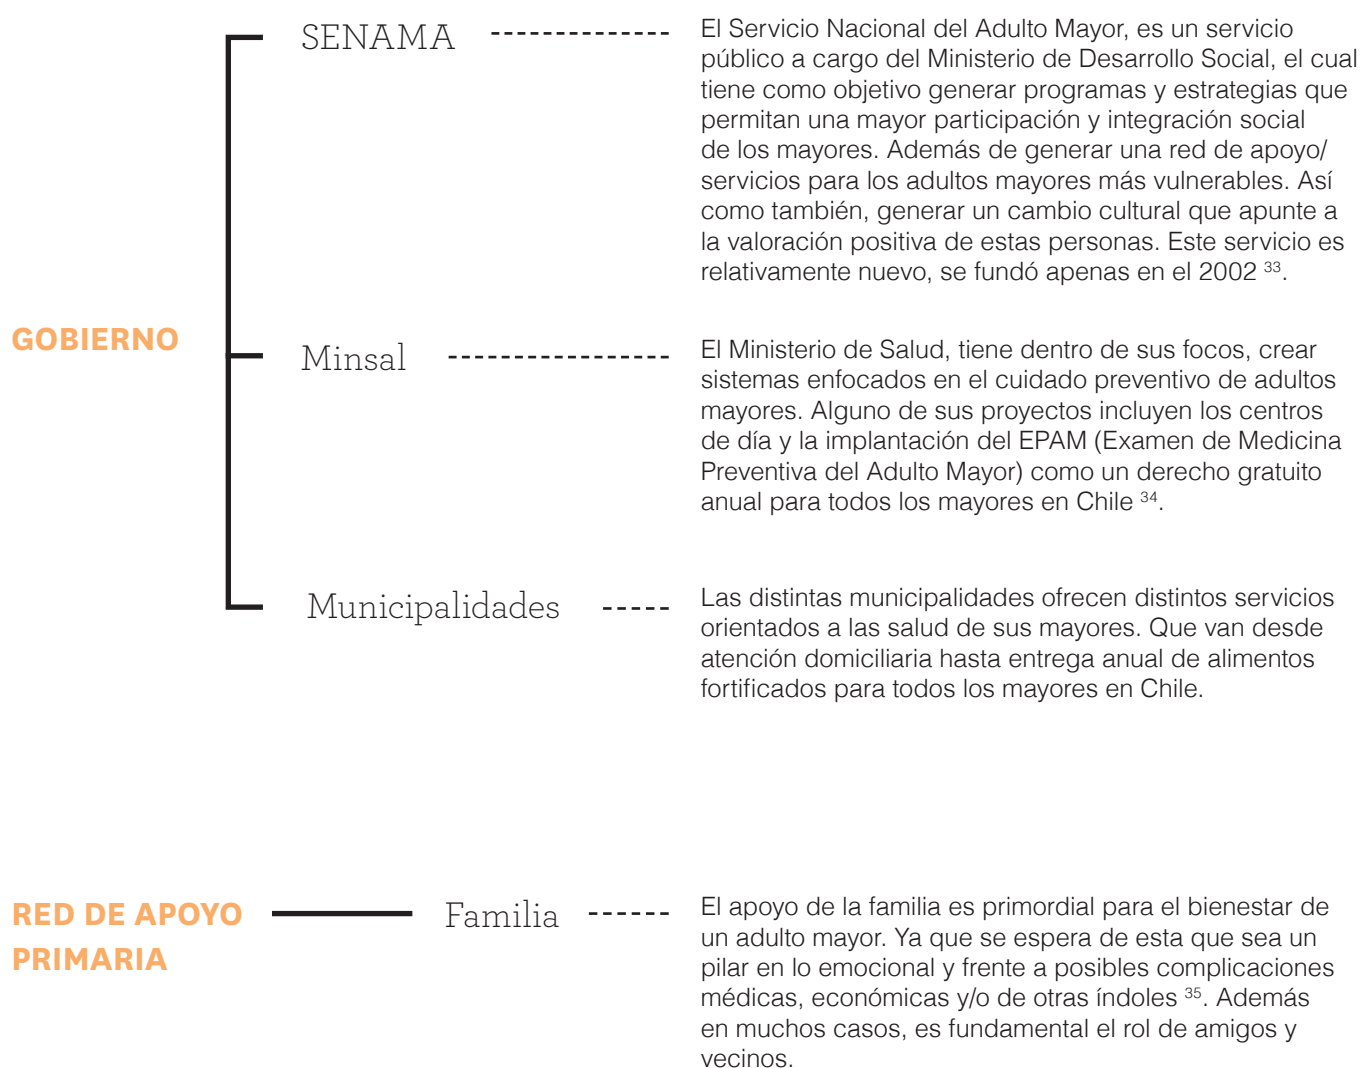 GOBIERNO
SENAMA
El Servicio Nacional del Adulto Mayor, es un servicio
público a cargo del Ministerio de Desarrollo Social, el cual
tiene como objetivo generar programas y estrategias que
permitan una mayor participación y integración social
de los mayores. Además de generar una red de apoyo/
servicios para los adultos mayores más vulnerables. Así
como también, generar un cambio cultural que apunte a
la valoración positiva de estas personas. Este servicio es
relativamente nuevo, se fundó apenas en el 2002 33.
Minsal
El Ministerio de Salud, tiene dentro de sus focos, crear
sistemas enfocados en el cuidado preventivo de adultos
mayores. Alguno de sus proyectos incluyen los centros
de día y la implantación del EPAM (Examen de Medicina
Preventiva del Adulto Mayor) como un derecho gratuito
anual para todos los mayores en Chile 34.
Municipalidades
Las distintas municipalidades ofrecen distintos servicios
orientados a las salud de sus mayores. Que van desde
atención domiciliaria hasta entrega anual de alimentos
fortificados para todos los mayores en Chile.
RED DE APOYO
PRIMARIA
Familia
El apoyo de la familia es primordial para el bienestar de
un adulto mayor. Ya que se espera de esta que sea un
pilar en lo emocional y frente a posibles complicaciones
médicas, económicas y/o de otras índoles 35. Además
en muchos casos, es fundamental el rol de amigos y
vecinos.